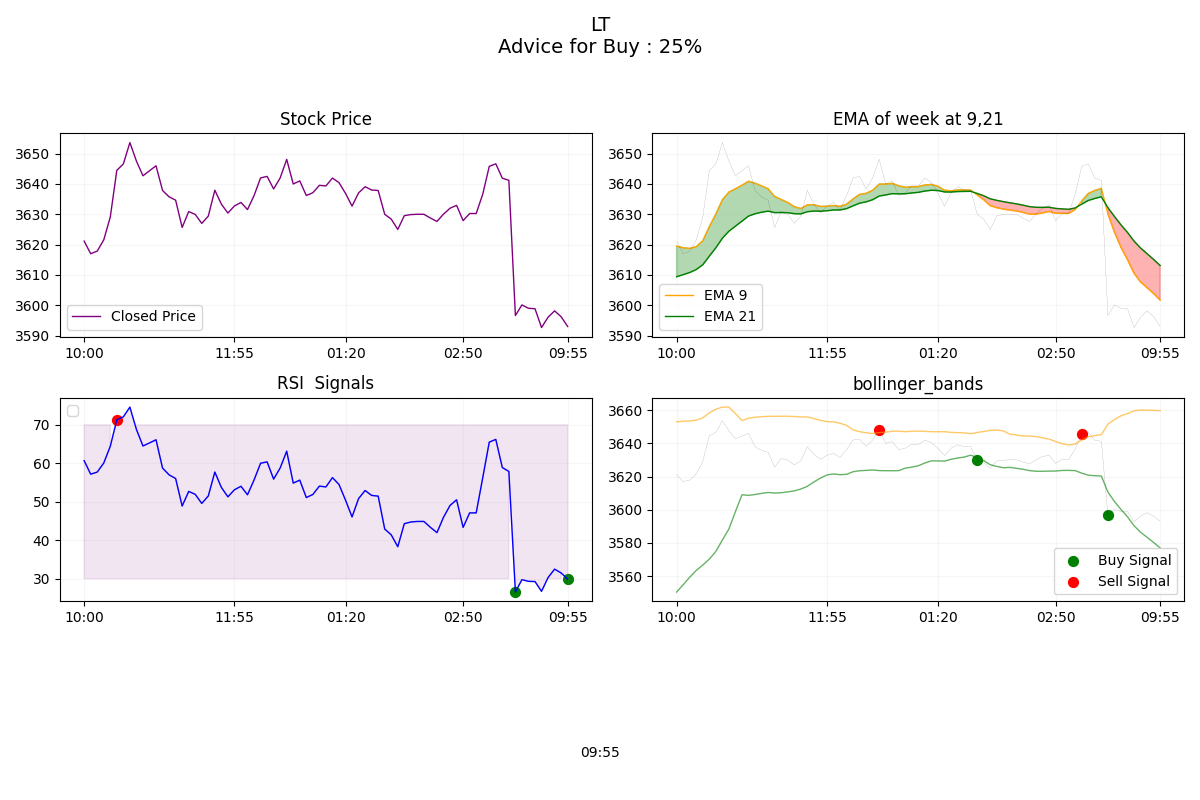 LT
Advice for Buy : 25%
Stock Price
3650
3640
3630
3620
3610
3600
3590
Closed Price
10:00 11:55 01:20 02:50 09:55
EMA of week at 9,21
3650
3640
3630
3620
3610
3600
3590
EMA 9
EMA 21
10:00 11:55 01:20 02:50 09:55
RSI  Signals
70
60
50
40
30
10:00 11:55 01:20 02:50 09:55
bollinger_bands
3660
3640
3620
3600
3580
3560
Buy Signal
Sell Signal
10:00 11:55 01:20 02:50 09:55
09:55